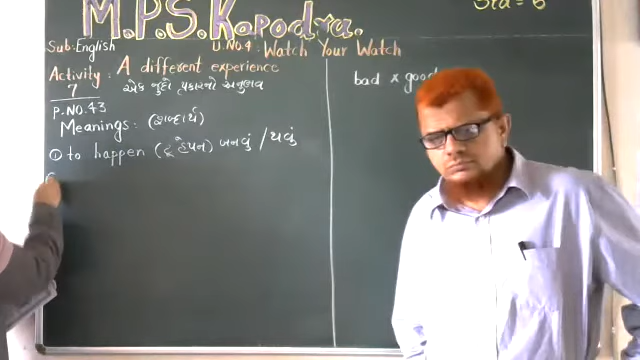 M.P.S. Kapodra.
Std = 6
Sub: English
U.No 4: Watch Your Watch
Activity: A different experience
7
એક જુદા પ્રકારનો અનુભવ
P.NO. 43
Meanings: (શબ્દાર્થ)
① to happen (ટૂ હેપન) બનવું / થવું
bad × good